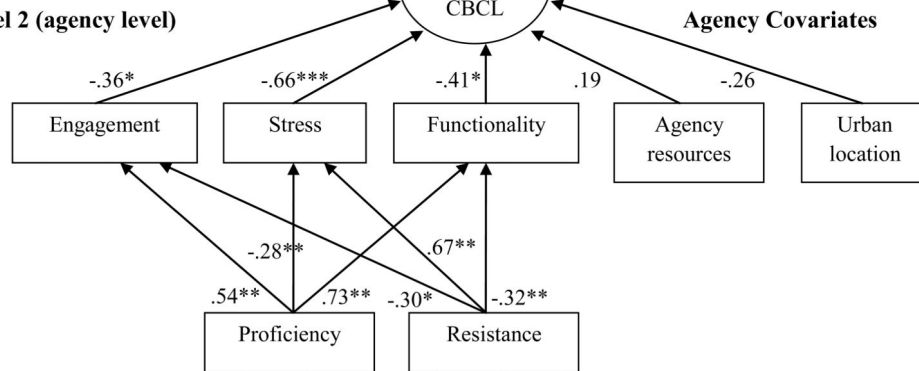 CBCL
el 2 (agency level)
Agency Covariates
-.36*
-.66***
-.41*
.19
-.26
Engagement
Stress
Functionality
Agency
resources
Urban
location
-.28**
.67**
.54**
.73**
-.30*
-.32**
Proficiency
Resistance